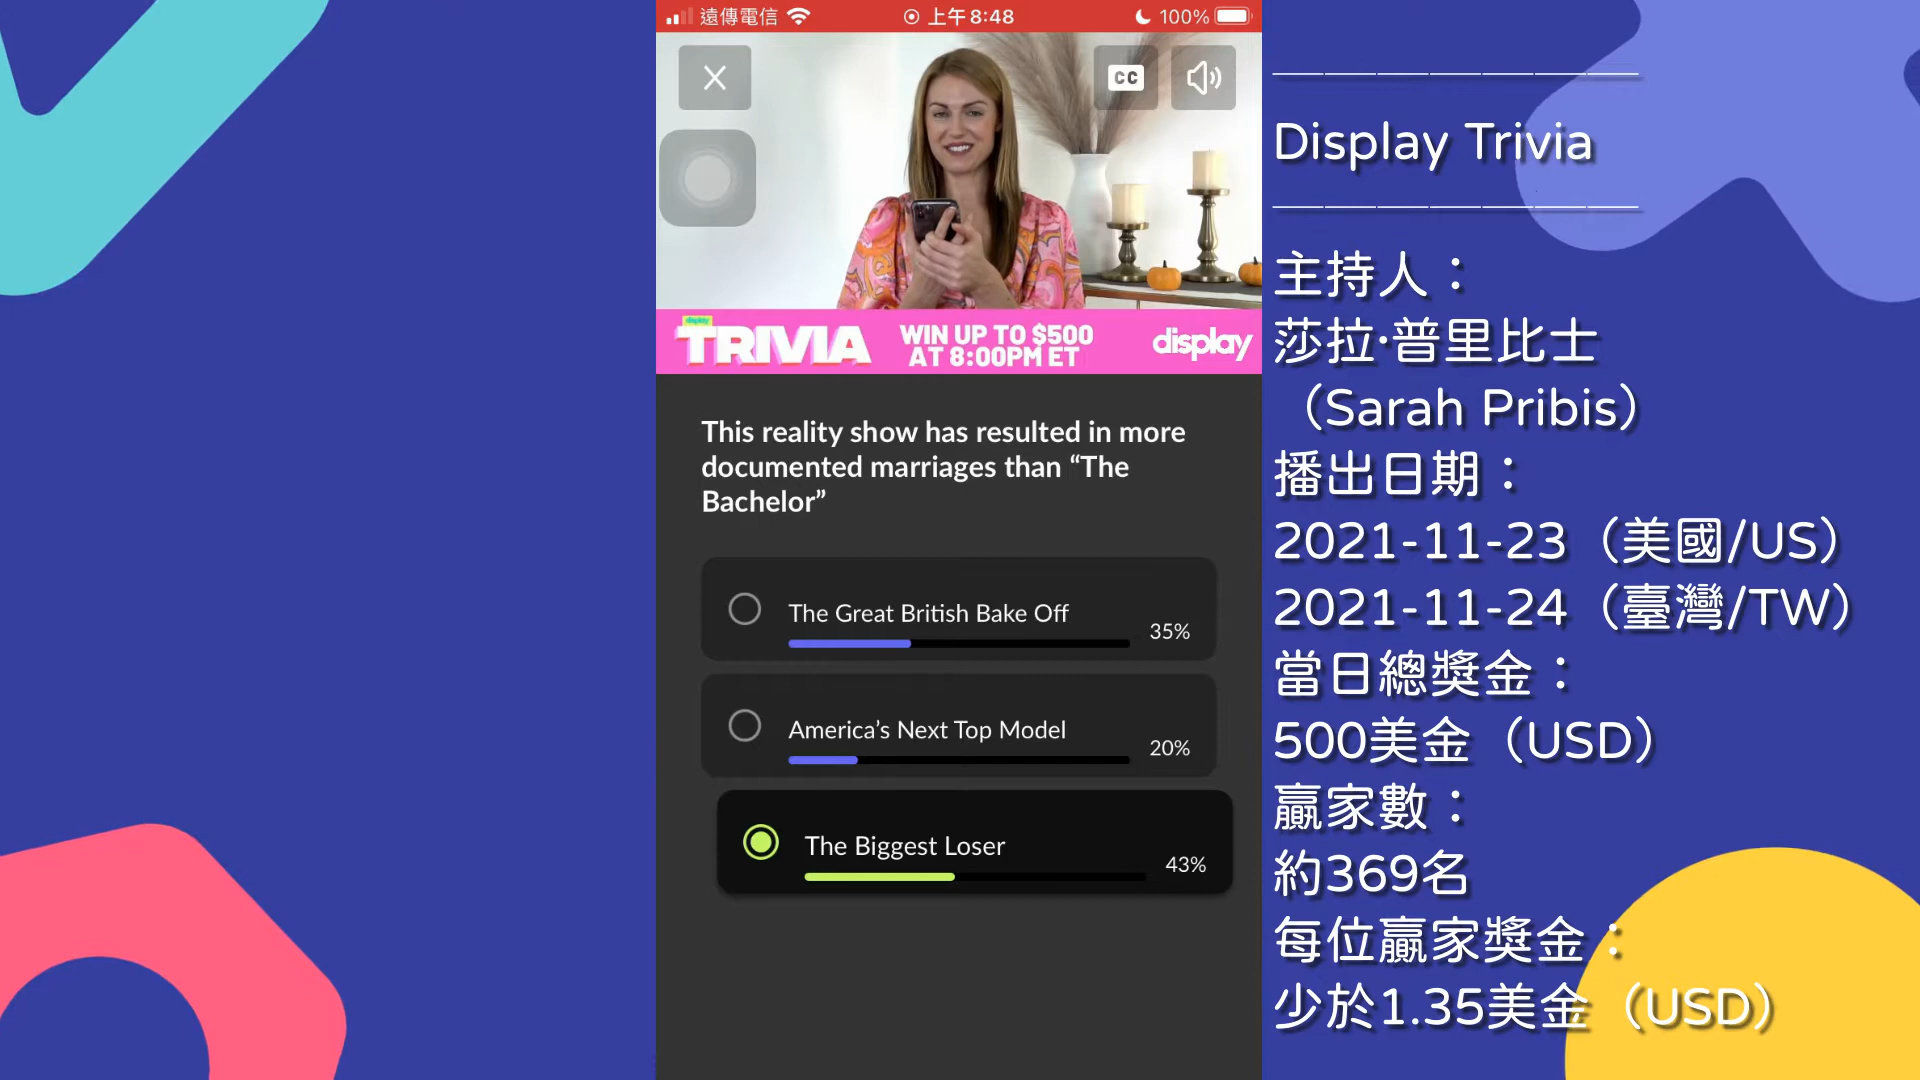 遠傳電信
上午8:48
100%
CC
display
TRIVIA
WIN UP TO $500
AT 8:00PM ET
display
This reality show has resulted in more
documented marriages than “The
Bachelor”
The Great British Bake Off
35%
America’s Next Top Model
20%
The Biggest Loser
43%
Display Trivia
主持人：
莎拉·普里比士
（Sarah Pribis）
播出日期：
2021-11-23（美國/US）
2021-11-24（臺灣/TW）
當日總獎金：
500美金（USD）
贏家數：
約369名
每位贏家獎金：
少於1.35美金（USD）